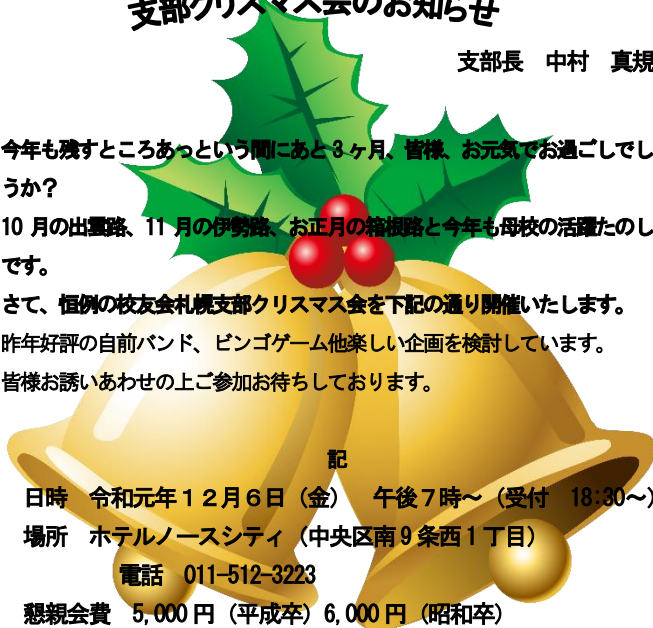 支部クリスマス会のお知らせ
支部長　中村　真規
今年も残すところあっという間にあと３ヶ月、皆様、お元気でお過ごしでし
うか？
10 月の出雲路、11 月の伊勢路、お正月の箱根路と今年も母校の活躍たのし
です。
さて、恒例の校友会札幌支部クリスマス会を下記の通り開催いたします。
昨年好評の自前バンド、ビンゴゲーム他楽しい企画を検討しています。
皆様お誘いあわせの上ご参加お待ちしております。
記
日時　令和元年１２月６日（金）　午後７時～（受付　18:30～）
場所　ホテルノースシティ（中央区南９条西１丁目）
電話　011-512-3223
懇親会費　5,000 円（平成卒）6,000 円（昭和卒）